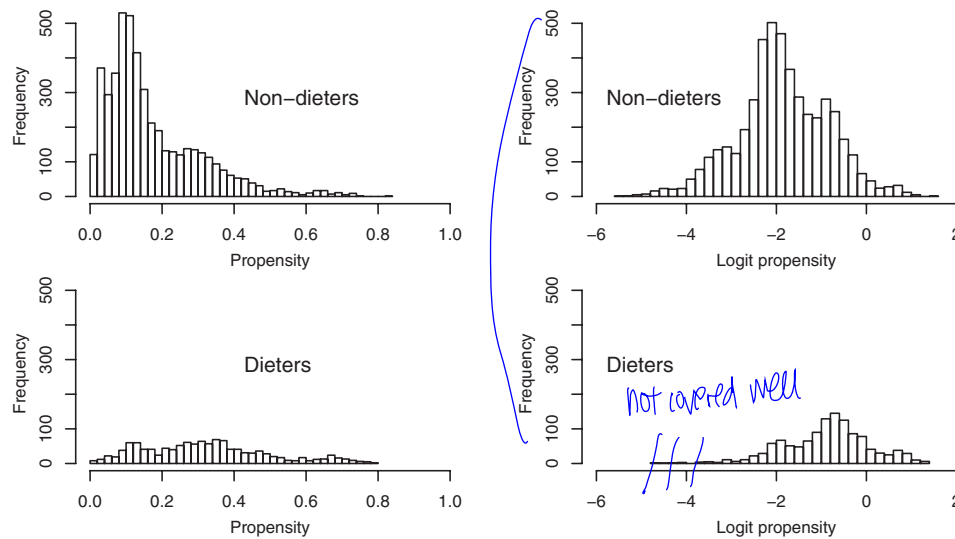 500
300
100
0
Frequency
Non-dieters
0.0 0.2 0.4 0.6 0.8 1.0
Propensity
500
300
100
0
Frequency
Non-dieters
-6 -4 -2 0 2
Logit propensity
500
300
100
0
Frequency
Dieters
0.0 0.2 0.4 0.6 0.8 1.0
Propensity
500
300
100
0
Frequency
Dieters
not covered well
-6 -4 -2 0 2
Logit propensity